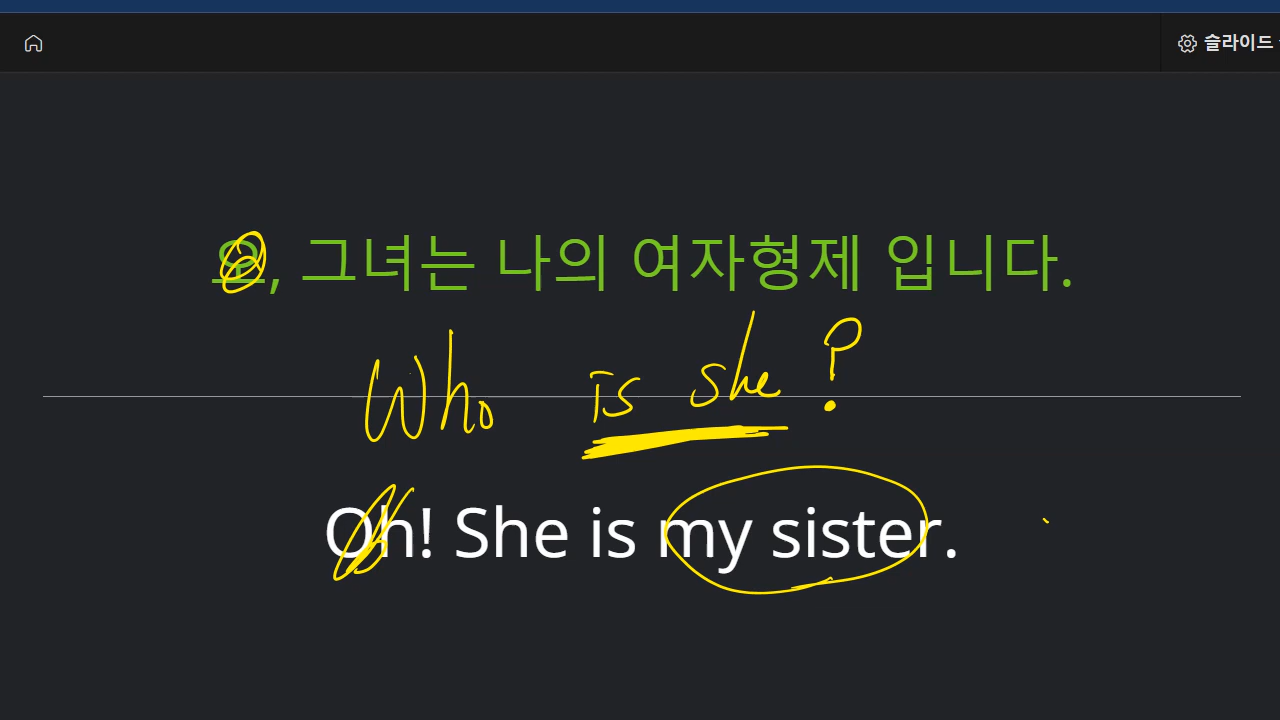 슬라이드
오, 그녀는 나의 여자형제 입니다.
Who is she?
Oh! She is my sister.